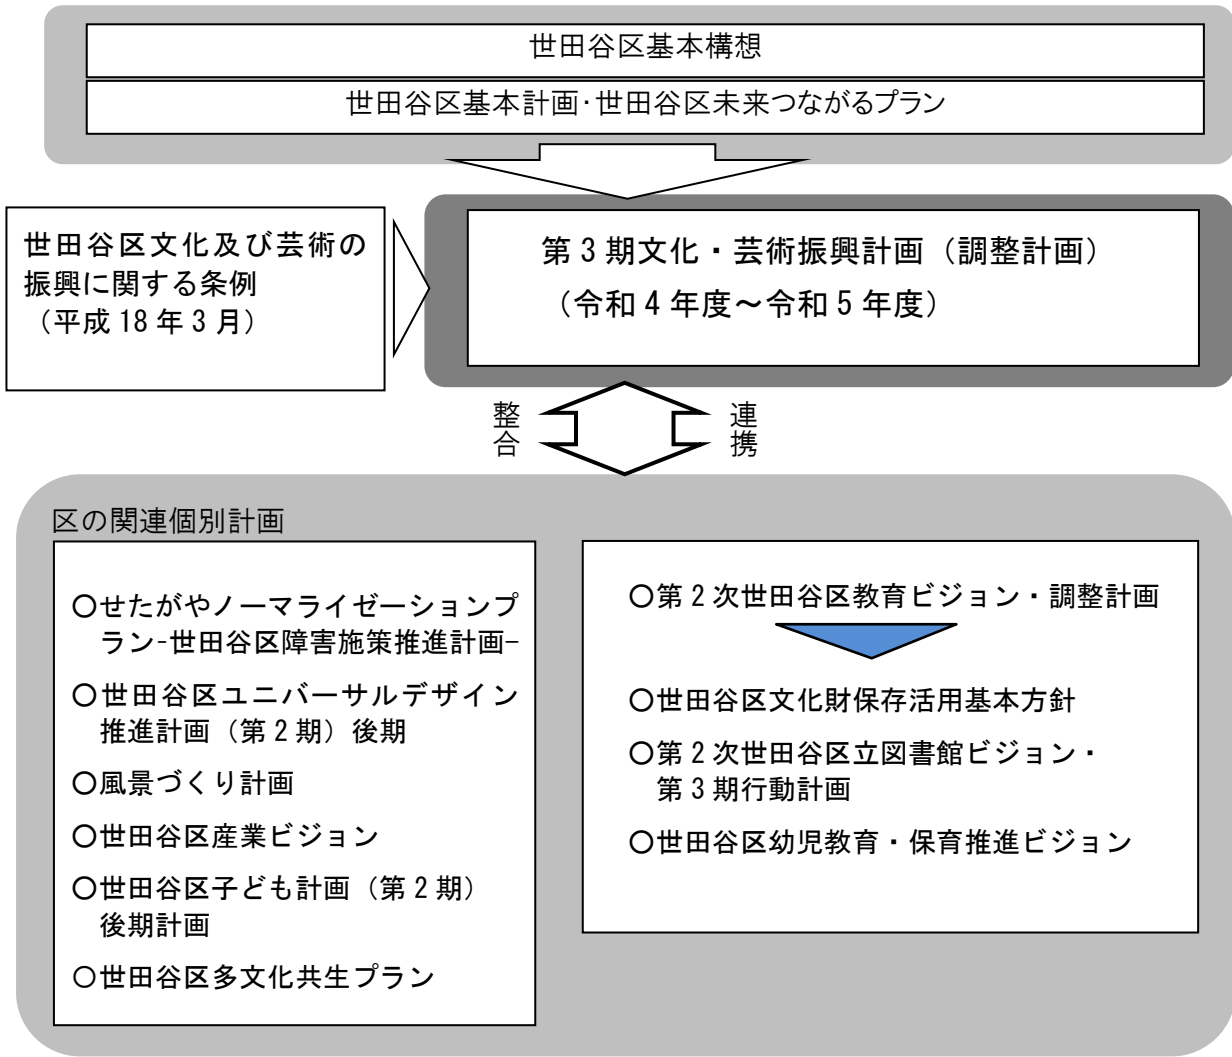 世田谷区基本構想
世田谷区基本計画・世田谷区未来つながるプラン
世田谷区文化及び芸術の
振興に関する条例
（平成 18 年 3 月）
第 3 期文化・芸術振興計画（調整計画）
（令和 4 年度～令和 5 年度）
整合
連携
区の関連個別計画
○せたがやノーマライゼーションプ
ラン-世田谷区障害施策推進計画−
○世田谷区ユニバーサルデザイン
推進計画（第 2 期）後期
○風景づくり計画
○世田谷区産業ビジョン
○世田谷区子ども計画（第 2 期）
後期計画
○世田谷区多文化共生プラン
○第 2 次世田谷区教育ビジョン・調整計画
○世田谷区文化財保存活用基本方針
○第 2 次世田谷区立図書館ビジョン・
第 3 期行動計画
○世田谷区幼児教育・保育推進ビジョン